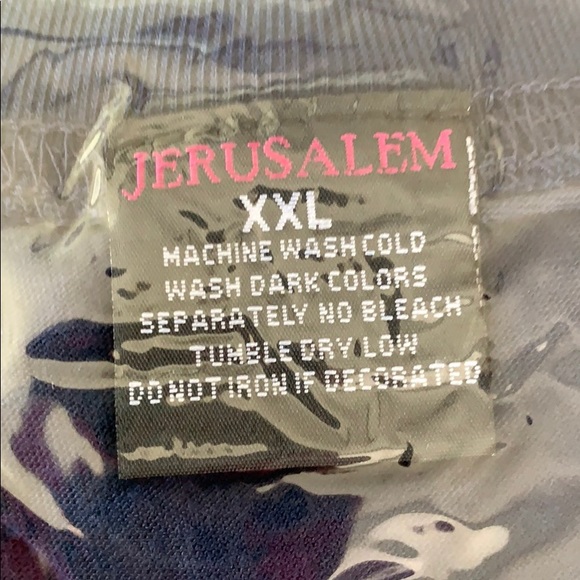 JERUSALEM
XXL
MACHINE WASH COLD
WASH DARK COLORS
SEPARATELY NO BLEACH
TUMBLE DRY LOW
DO NOT IRON IF DECORATED